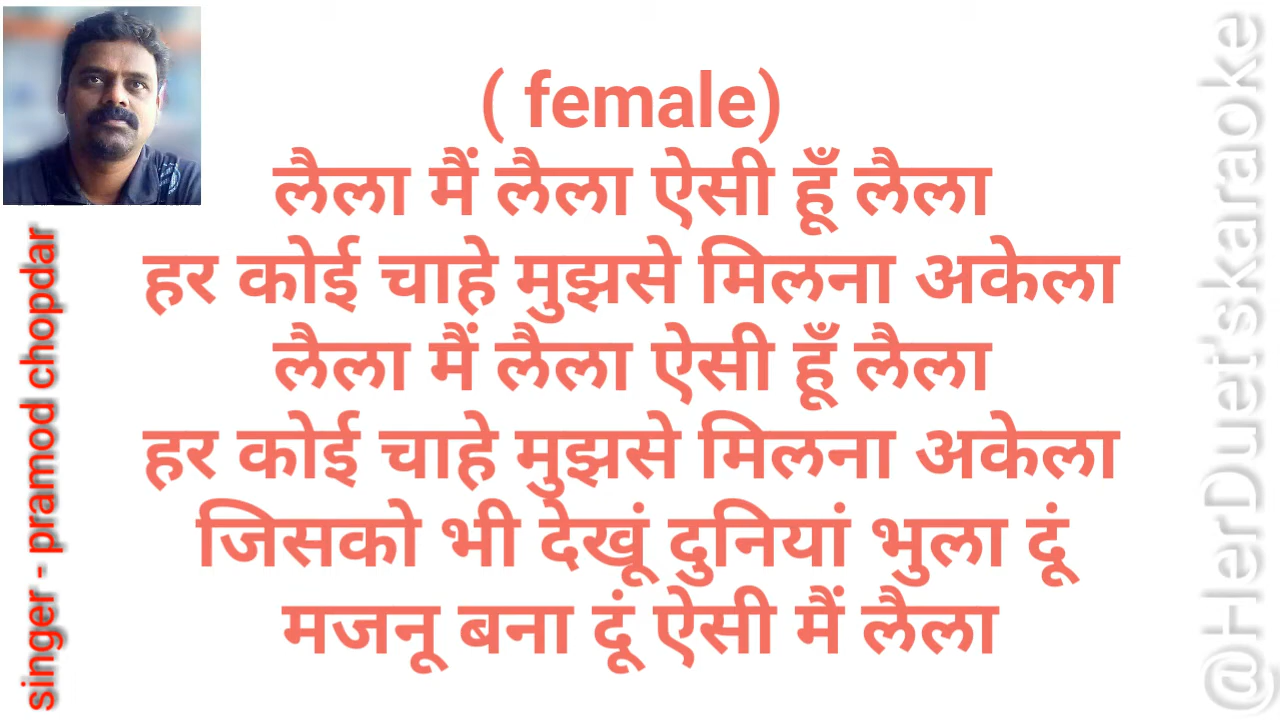 ( female)
लैला मैं लैला ऐसी हूँ लैला
हर कोई चाहे मुझसे मिलना अकेला
लैला मैं लैला ऐसी हूँ लैला
हर कोई चाहे मुझसे मिलना अकेला
जिसको भी देखूं दुनियां भुला दूं
मजनू बना दूं ऐसी मैं लैला
singer - pramod chopdar
@HerDuet'skaraoke